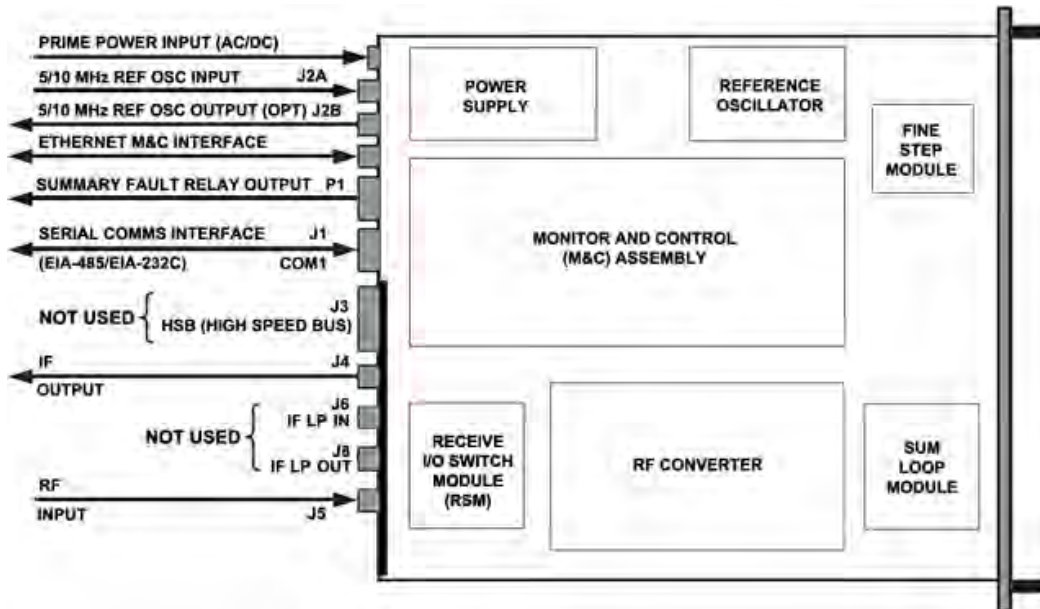 PRIME POWER INPUT (AC/DC)
5/10 MHz REF OSC INPUT J2A
5/10 MHz REF OSC OUTPUT (OPT) J2B
ETHERNET M&C INTERFACE
SUMMARY FAULT RELAY OUTPUT P1
SERIAL COMMS INTERFACE J1
(EIA-485/EIA-232C) COM1
NOT USED
J3
HSB (HIGH SPEED BUS)
IF J4
OUTPUT
NOT USED
J6
IF LP IN
J8
IF LP OUT
RF
INPUT J5
POWER
SUPPLY
REFERENCE
OSCILLATOR
FINE
STEP
MODULE
MONITOR AND CONTROL
(M&C) ASSEMBLY
RECEIVE
I/O SWITCH
MODULE
(RSM)
RF CONVERTER
SUM
LOOP
MODULE